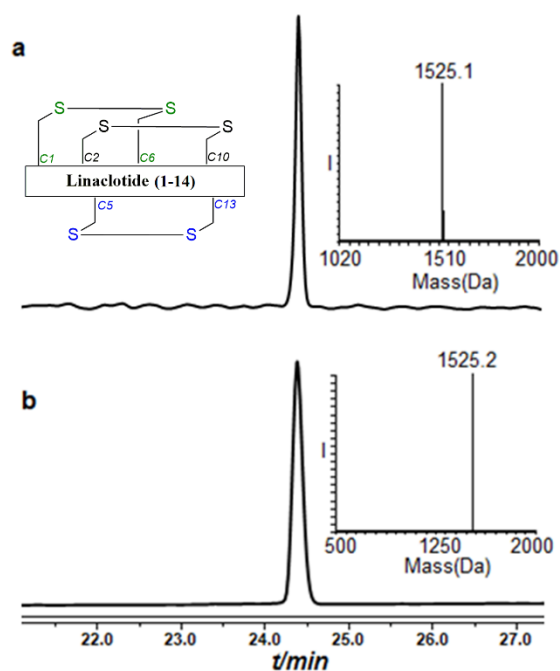 a
1525.1
S S
S S
C1 C2 C6 C10
Linaclotide (1-14)
C5 C13
S S
I
1020 1510 2000
Mass(Da)
b
1525.2
I
500 1250 2000
Mass(Da)
22.0 23.0 24.0 25.0 26.0 27.0
t/min